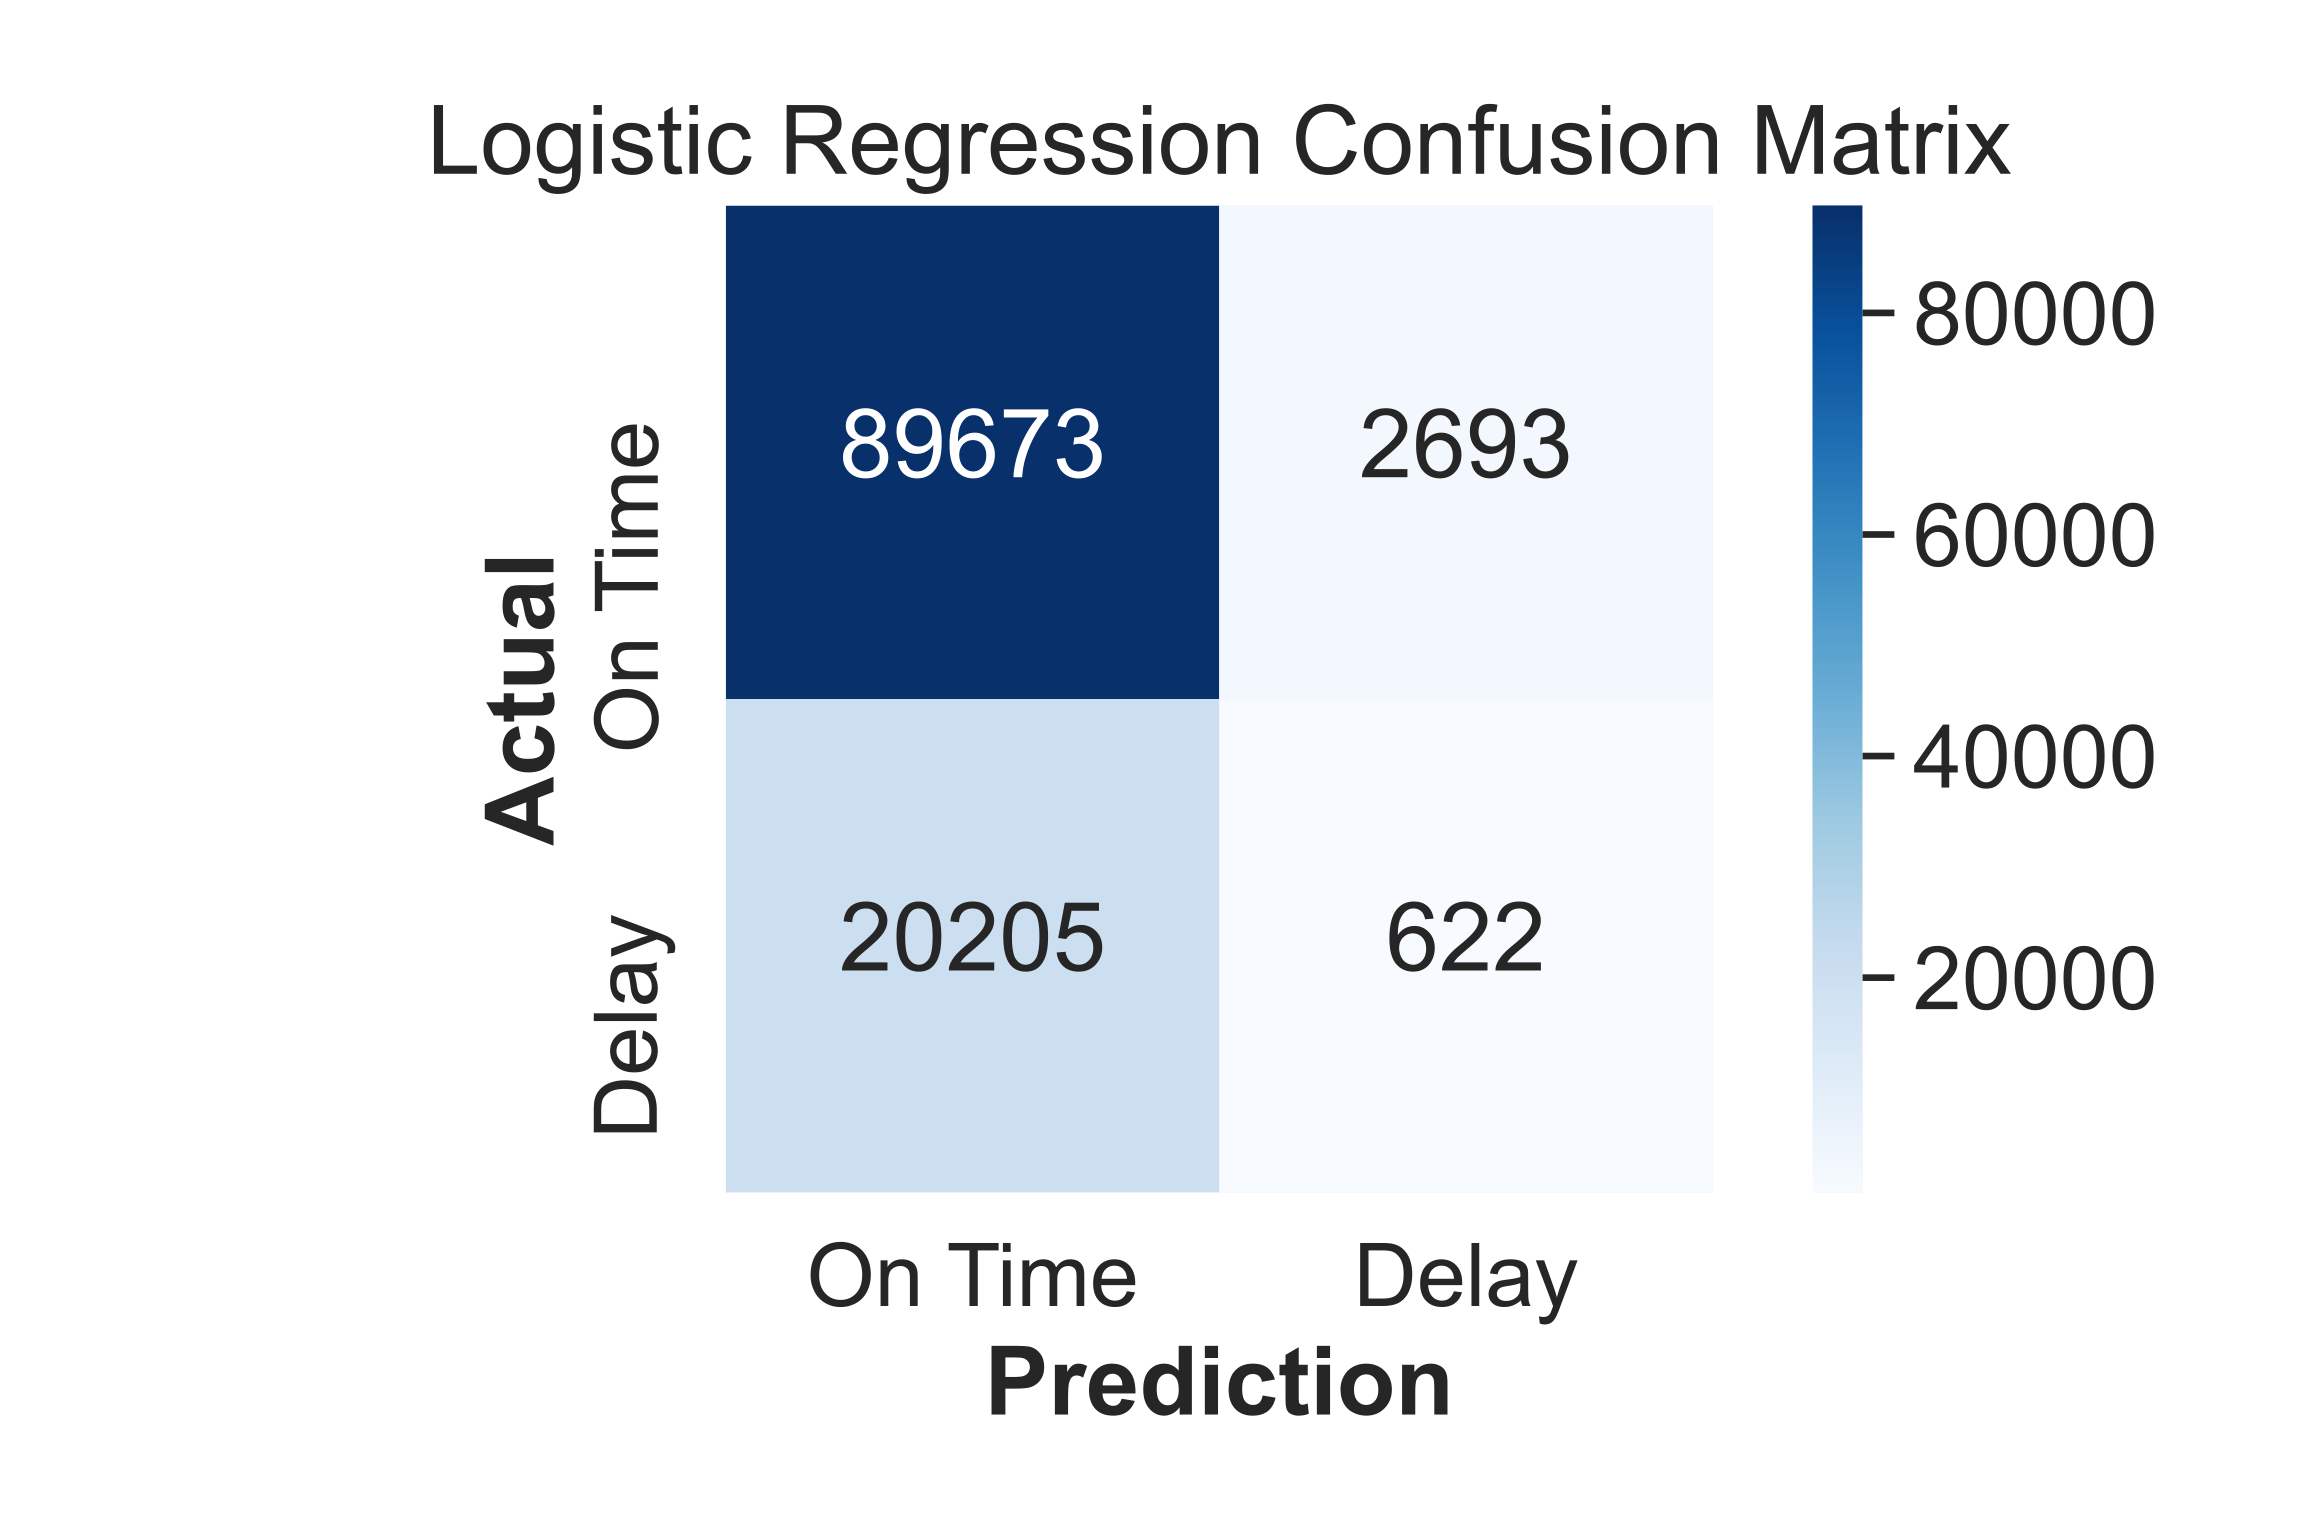 Logistic Regression Confusion Matrix
Actual
On Time
Delay
89673
2693
20205
622
On Time
Delay
Prediction
80000
60000
40000
20000